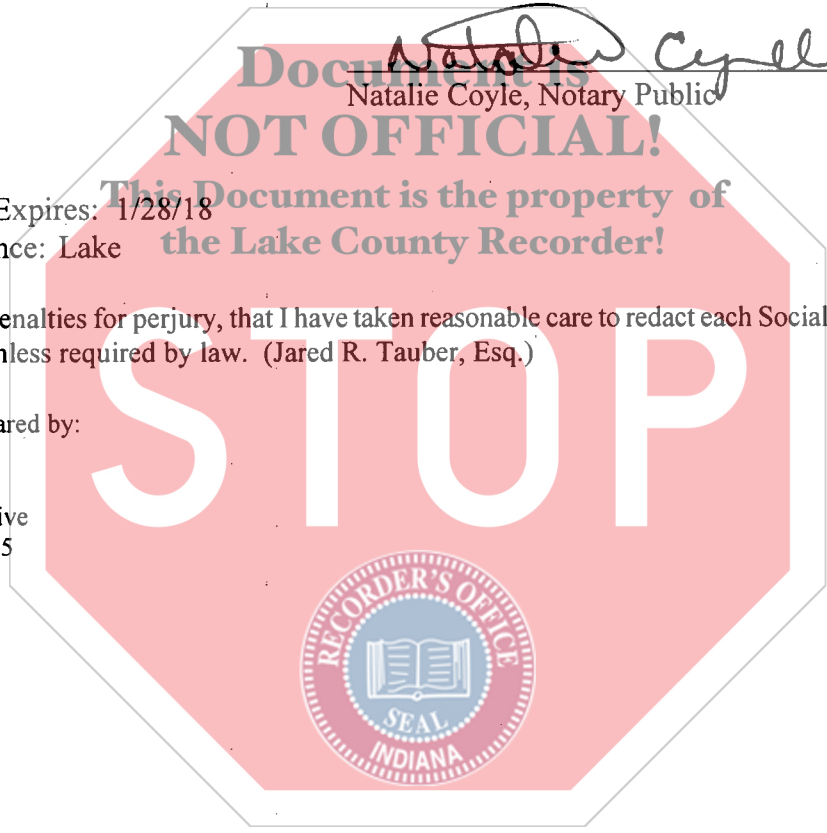 Natalie Coyle
Document is
Natalie Coyle, Notary Public
NOT OFFICIAL!
This Document is the property of
Expires: 1/28/18
the Lake County Recorder!
nce: Lake
enalties for perjury, that I have taken reasonable care to redact each Social
nless required by law. (Jared R. Tauber, Esq.)
ared by:
STOP
ive
5
RECORDER'S OFFICE
SEAL
INDIANA